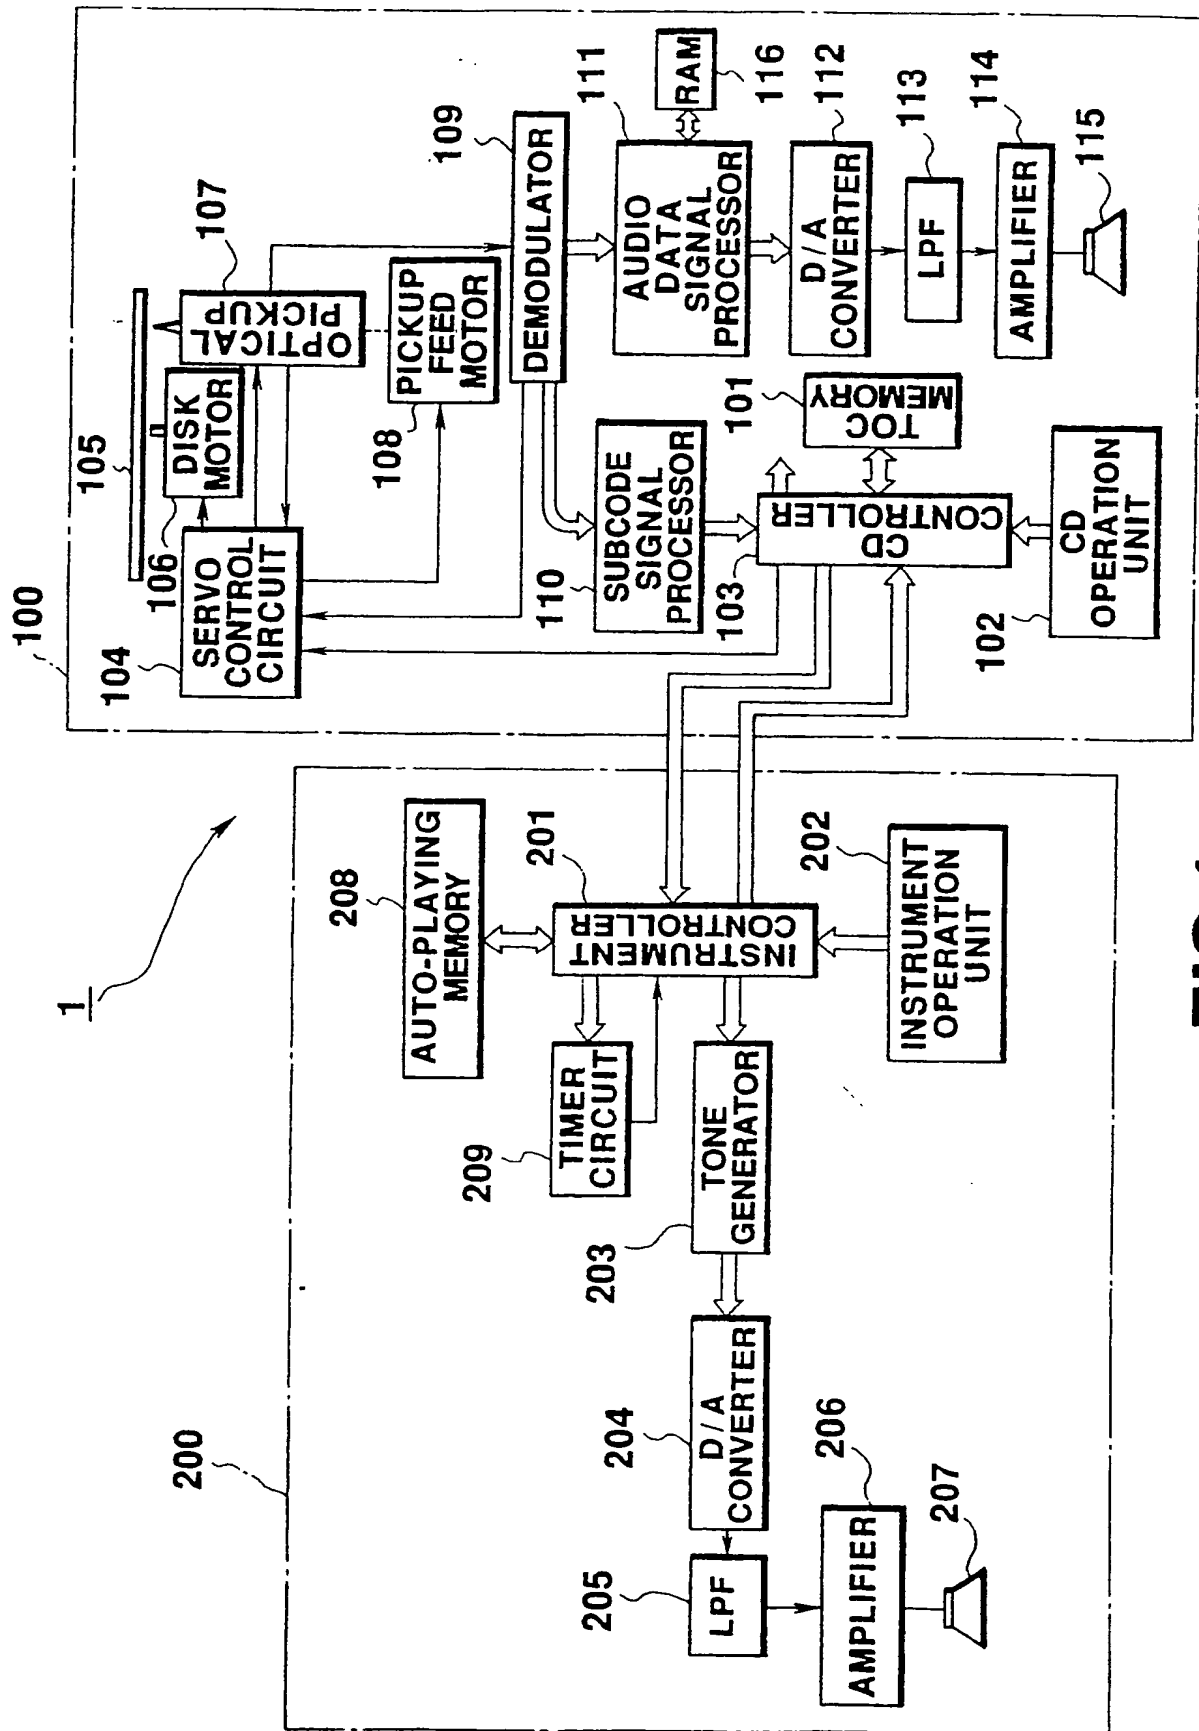 1
100
105
107
OPTICAL
PICKUP
109
DEMODULATOR
111
RAM
116
AUDIO
DATA
SIGNAL
PROCESSOR
112
D/A
CONVERTER
113
LPF
114
AMPLIFIER
115
106
DISK
MOTOR
108
PICKUP
FEED
MOTOR
104
SERVO
CONTROL
CIRCUIT
110
SUBCODE
SIGNAL
PROCESSOR
101
TOC
MEMORY
103
CD
CONTROLLER
102
CD
OPERATION
UNIT
200
208
AUTO-PLAYING
MEMORY
201
INSTRUMENT
CONTROLLER
202
INSTRUMENT
OPERATION
UNIT
209
TIMER
CIRCUIT
203
TONE
GENERATOR
204
D/A
CONVERTER
205
LPF
206
AMPLIFIER
207